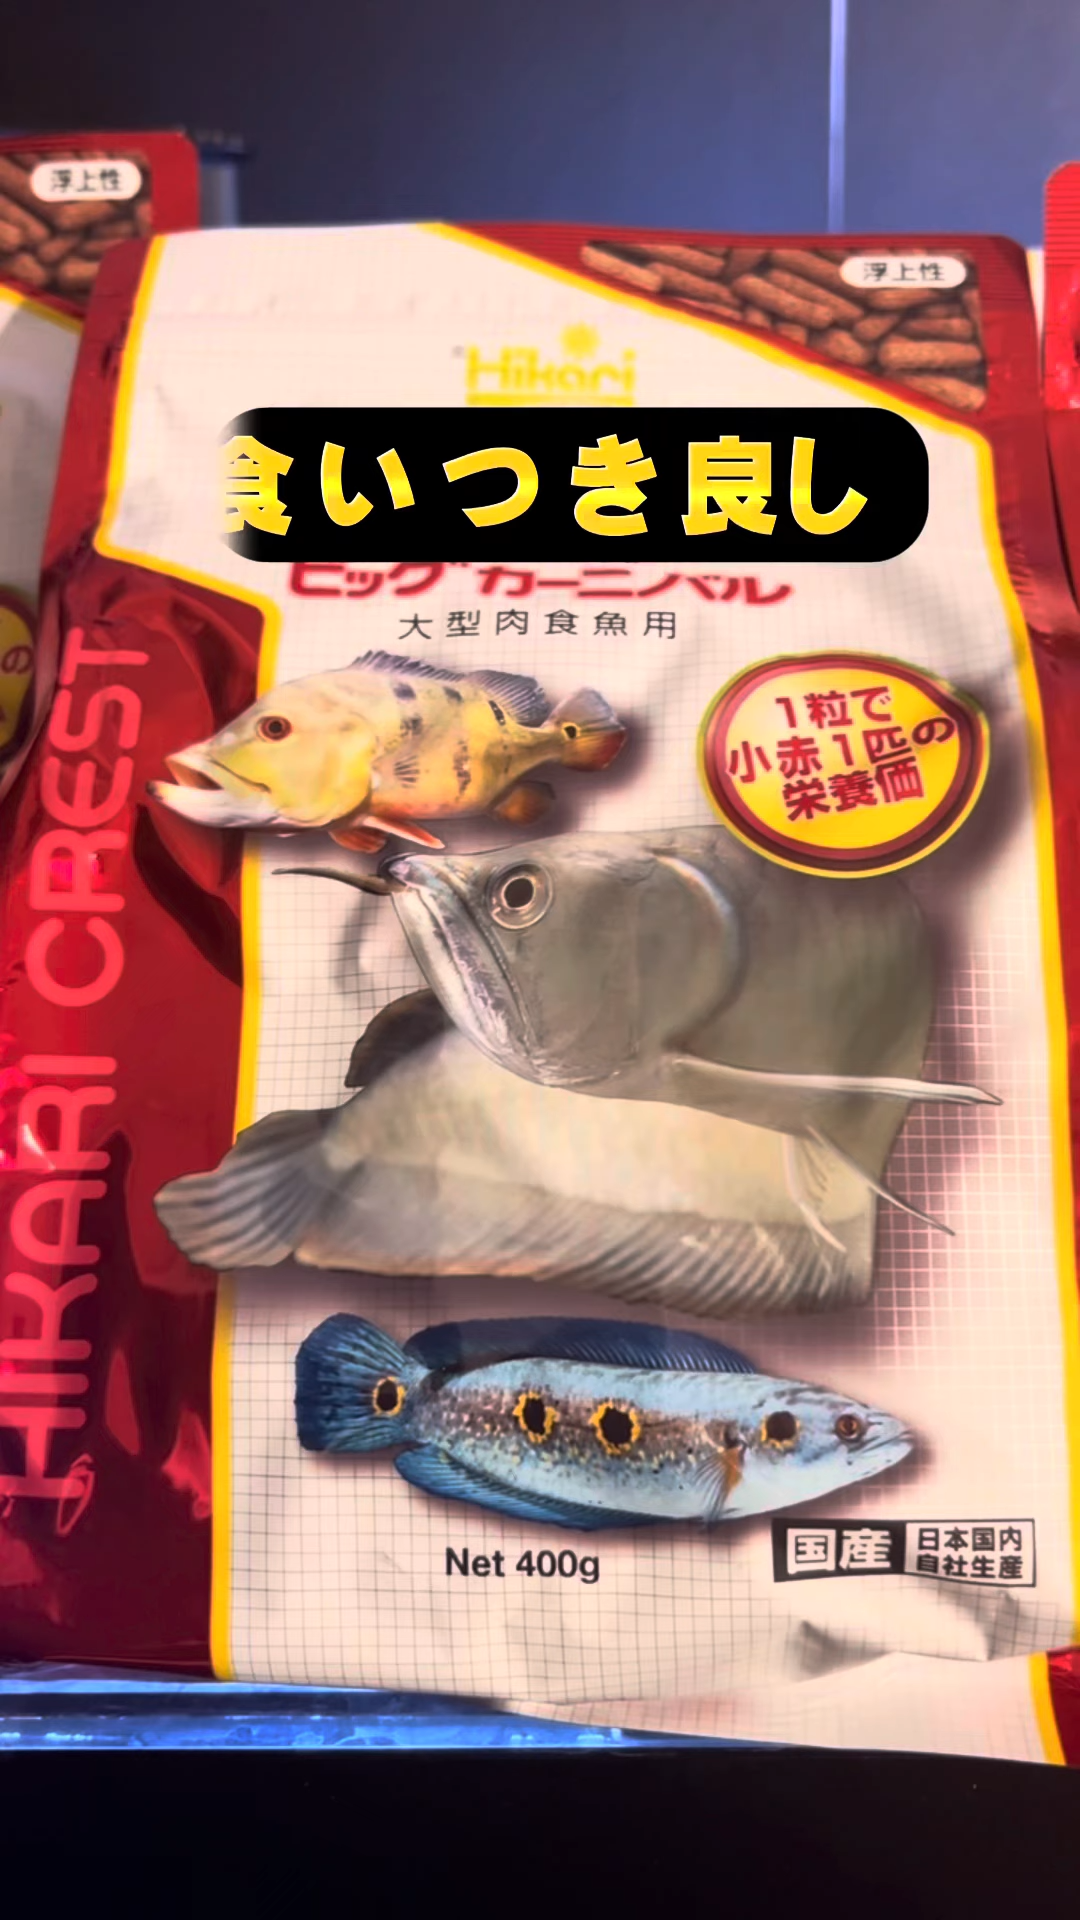 浮上性
浮上性
Hikari
食いつき良し
ビッグカーニバル
大型肉食魚用
の
1粒で
小赤1匹の
栄養価
HIKARI CREST
Net 400g
国産
日本国内
自社生産